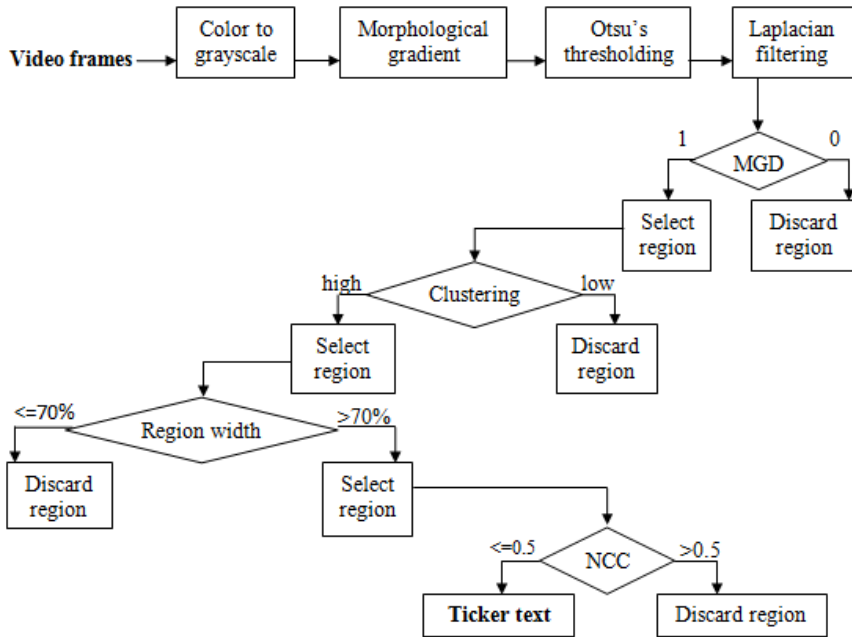 Video frames
Color to
grayscale
Morphological
gradient
Otsu's
thresholding
Laplacian
filtering
1
MGD
0
Select
region
Discard
region
high
Clustering
low
Select
region
Discard
region
<=70%
Region width
>70%
Discard
region
Select
region
<=0.5
NCC
>0.5
Ticker text
Discard region